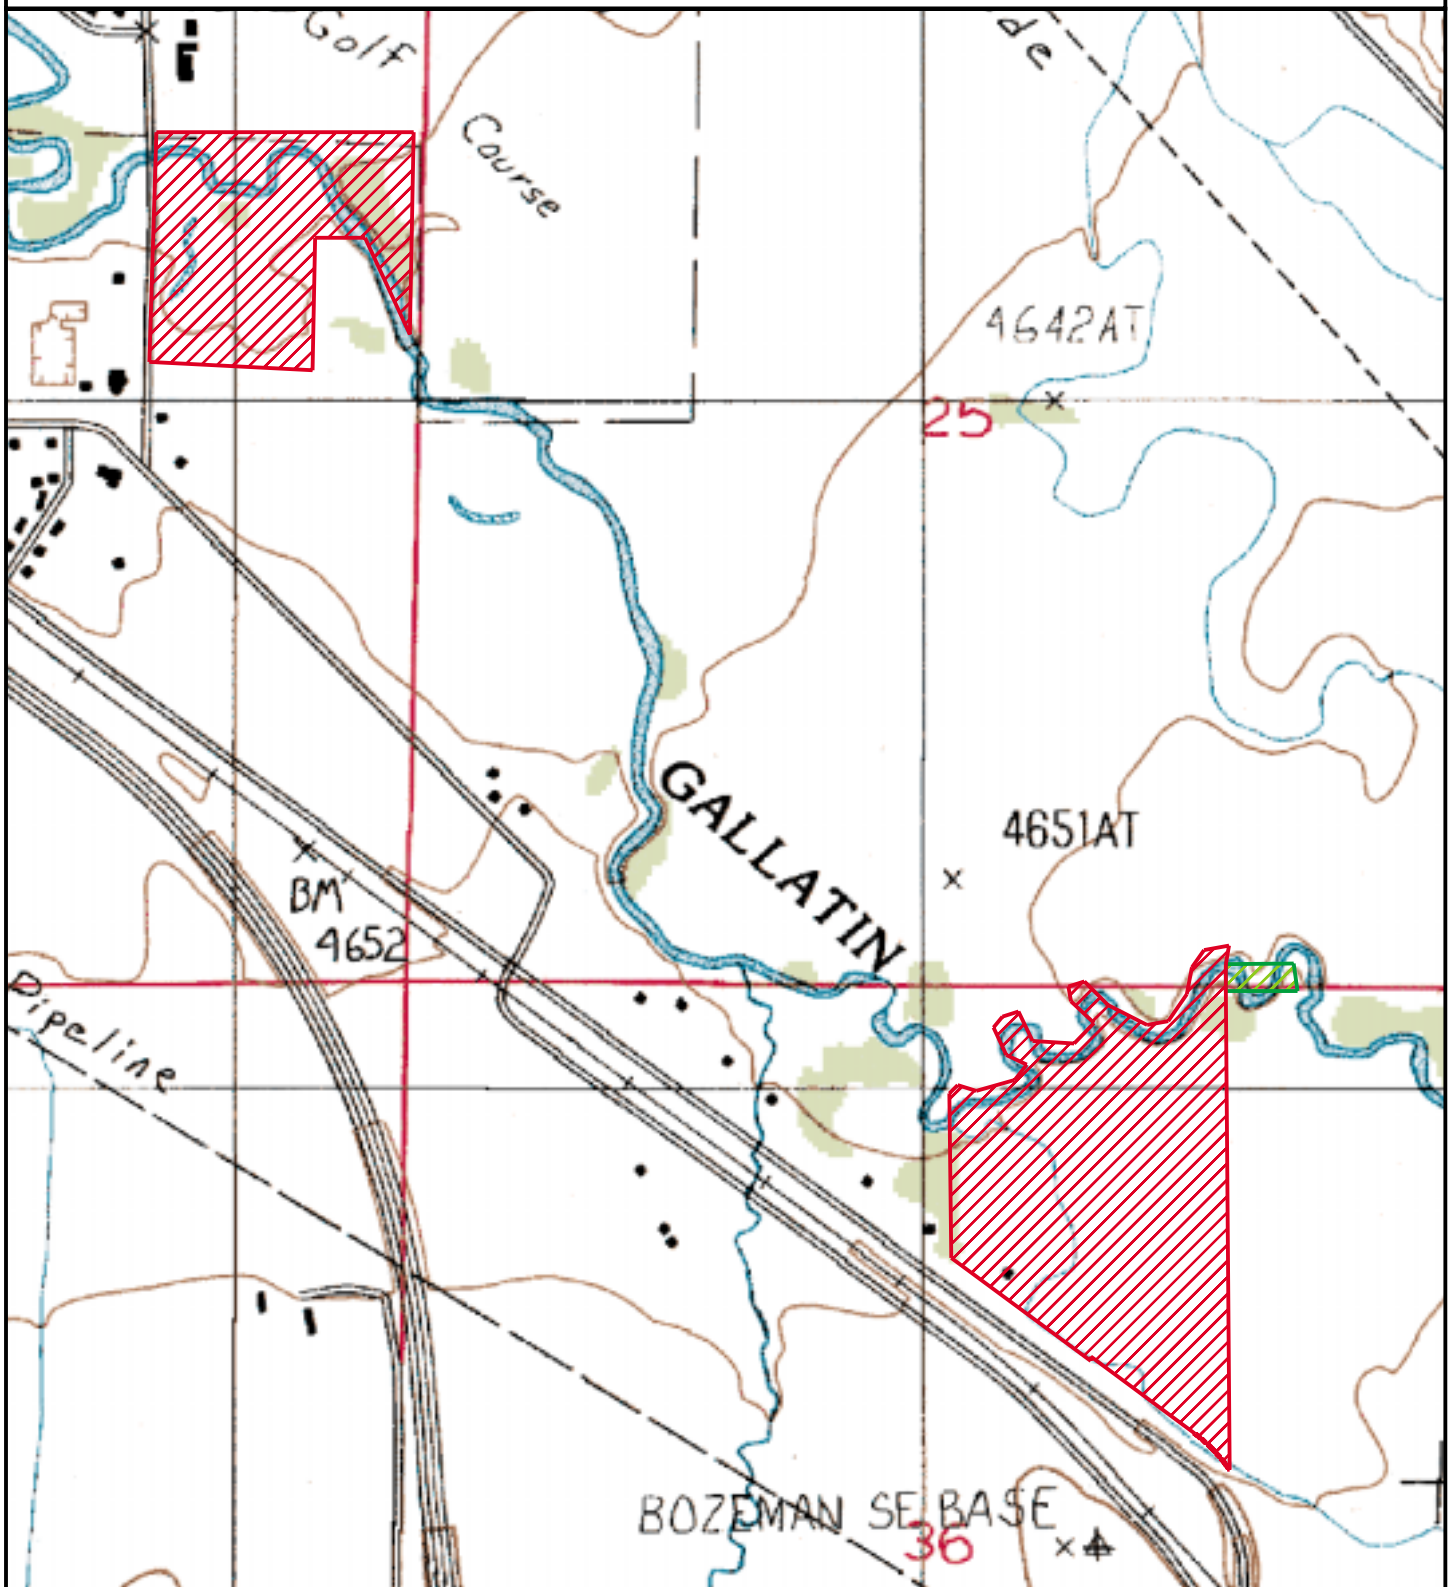 Golf
de
Course
4642AT
25
GALLATIN
4651AT
BM
4652
Pipeline
BOZEMAN SE BASE
36